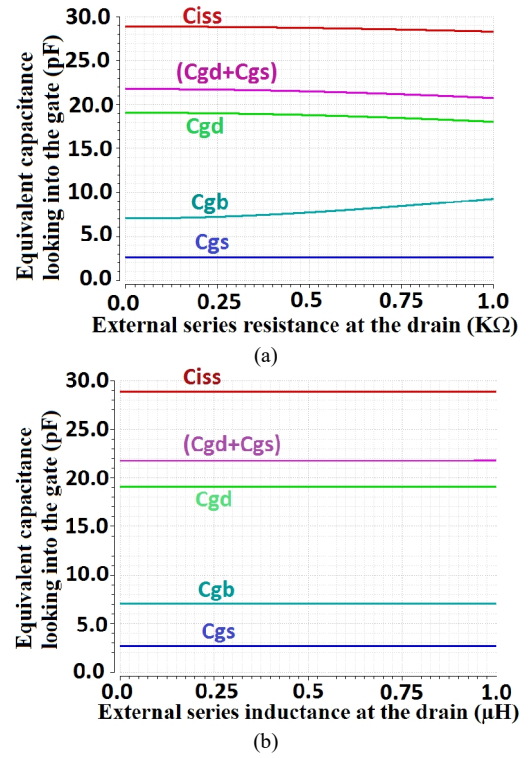 Equivalent capacitance
looking into the gate (pF)
30.0
25.0
20.0
15.0
10.0
5.0
0.0
Ciss
(Cgd+Cgs)
Cgd
Cgb
Cgs
0.0 0.25 0.5 0.75 1.0
External series resistance at the drain (KΩ)
(a)
Equivalent capacitance
looking into the gate (pF)
30.0
25.0
20.0
15.0
10.0
5.0
0.0
Ciss
(Cgd+Cgs)
Cgd
Cgb
Cgs
0.0 0.25 0.5 0.75 1.0
External series inductance at the drain (μH)
(b)